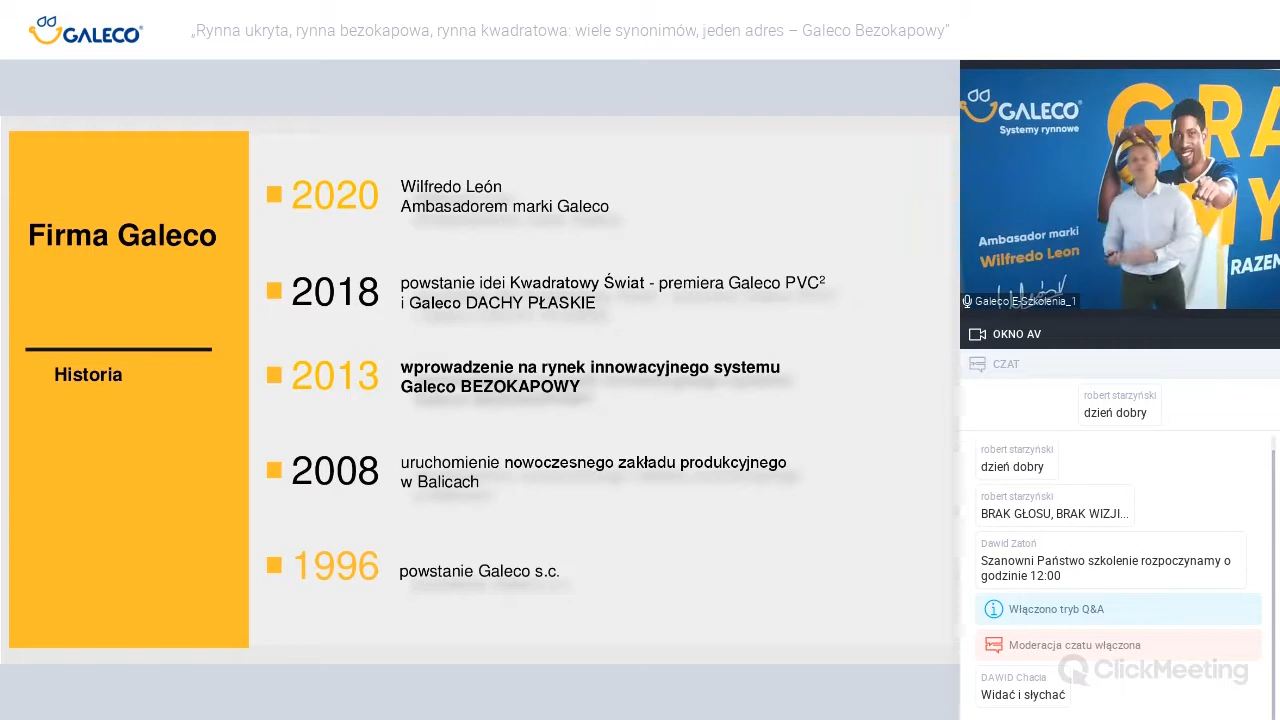 GALECO
„Rynna ukryta, rynna bezokapowa, rynna kwadratowa: wiele synonimów, jeden adres – Galeco Bezokapowy”
Firma Galeco
Historia
2020
Wilfredo León
Ambasadorem marki Galeco
2018
powstanie idei Kwadratowy Świat - premiera Galeco PVC²
i Galeco DACHY PŁASKIE
2013
wprowadzenie na rynek innowacyjnego systemu
Galeco BEZOKAPOWY
2008
uruchomienie nowoczesnego zakładu produkcyjnego
w Balicach
1996
powstanie Galeco s.c.
GALECO
Systemy rynnowe
GRA
MY
RAZEM
Ambasador marki
Wilfredo Leon
Galeco E-Szkolenia_1
OKNO AV
CZAT
robert starzyński
dzień dobry
robert starzyński
dzień dobry
robert starzyński
BRAK GŁOSU, BRAK WIZJI...
Dawid Zatoń
Szanowni Państwo szkolenie rozpoczynamy o
godzinie 12:00
Włączono tryb Q&A
Moderacja czatu włączona
ClickMeeting
DAWID Chacia
Widać i słychać